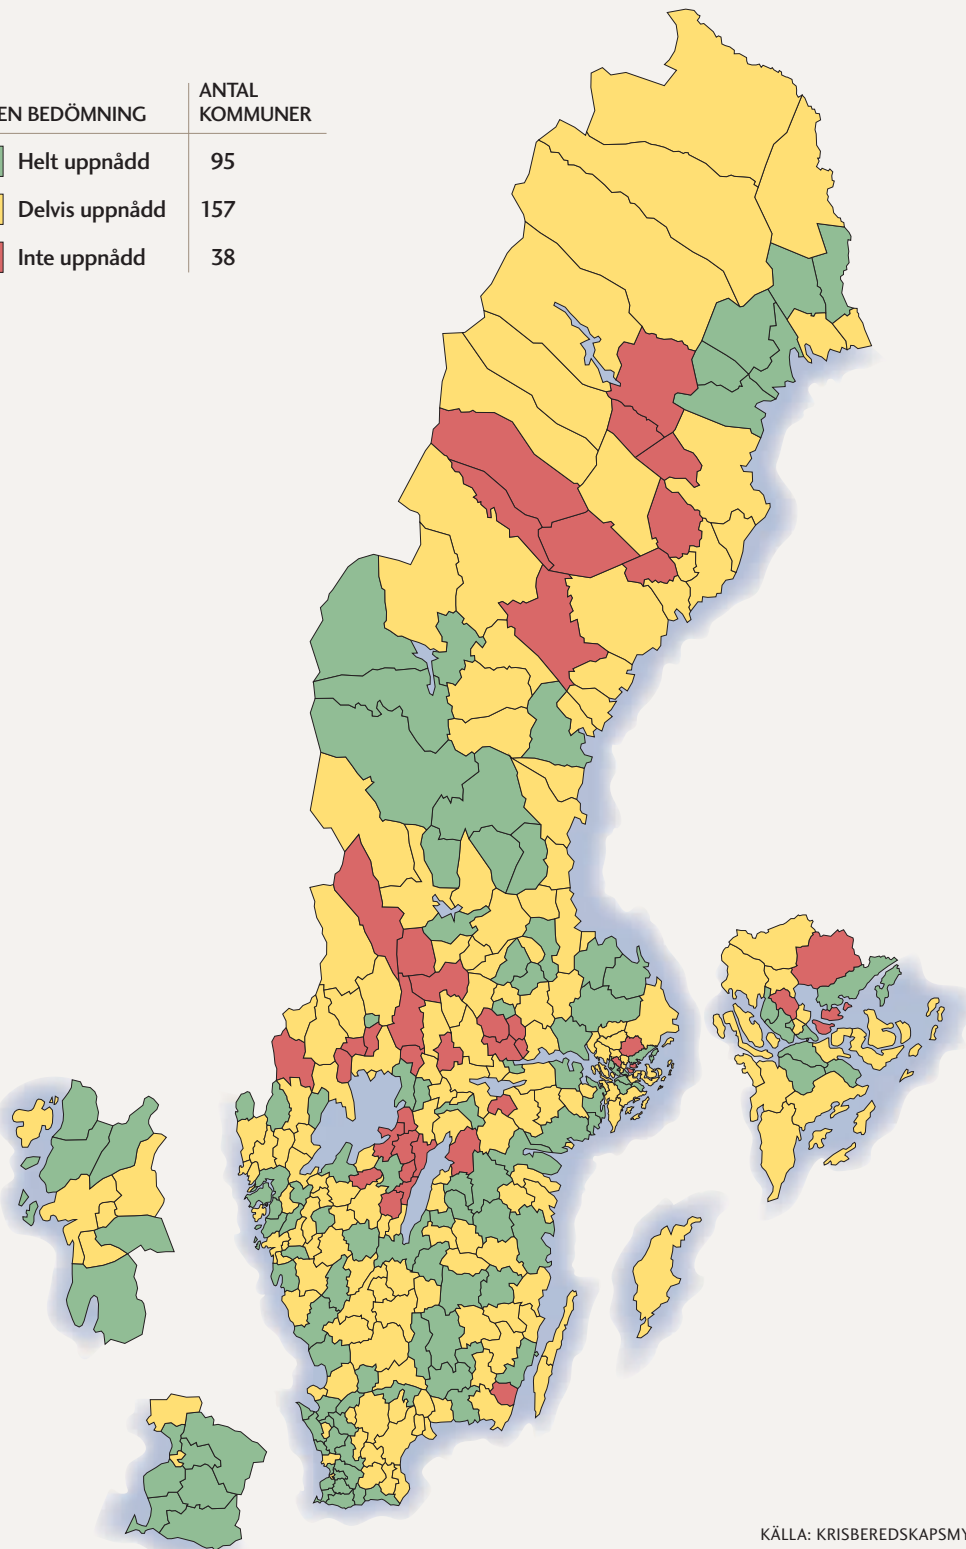 EN BEDÖMNING
ANTAL
KOMMUNER
Helt uppnådd 95
Delvis uppnådd 157
Inte uppnådd 38
KÄLLA: KRISBEREDSKAPSMY